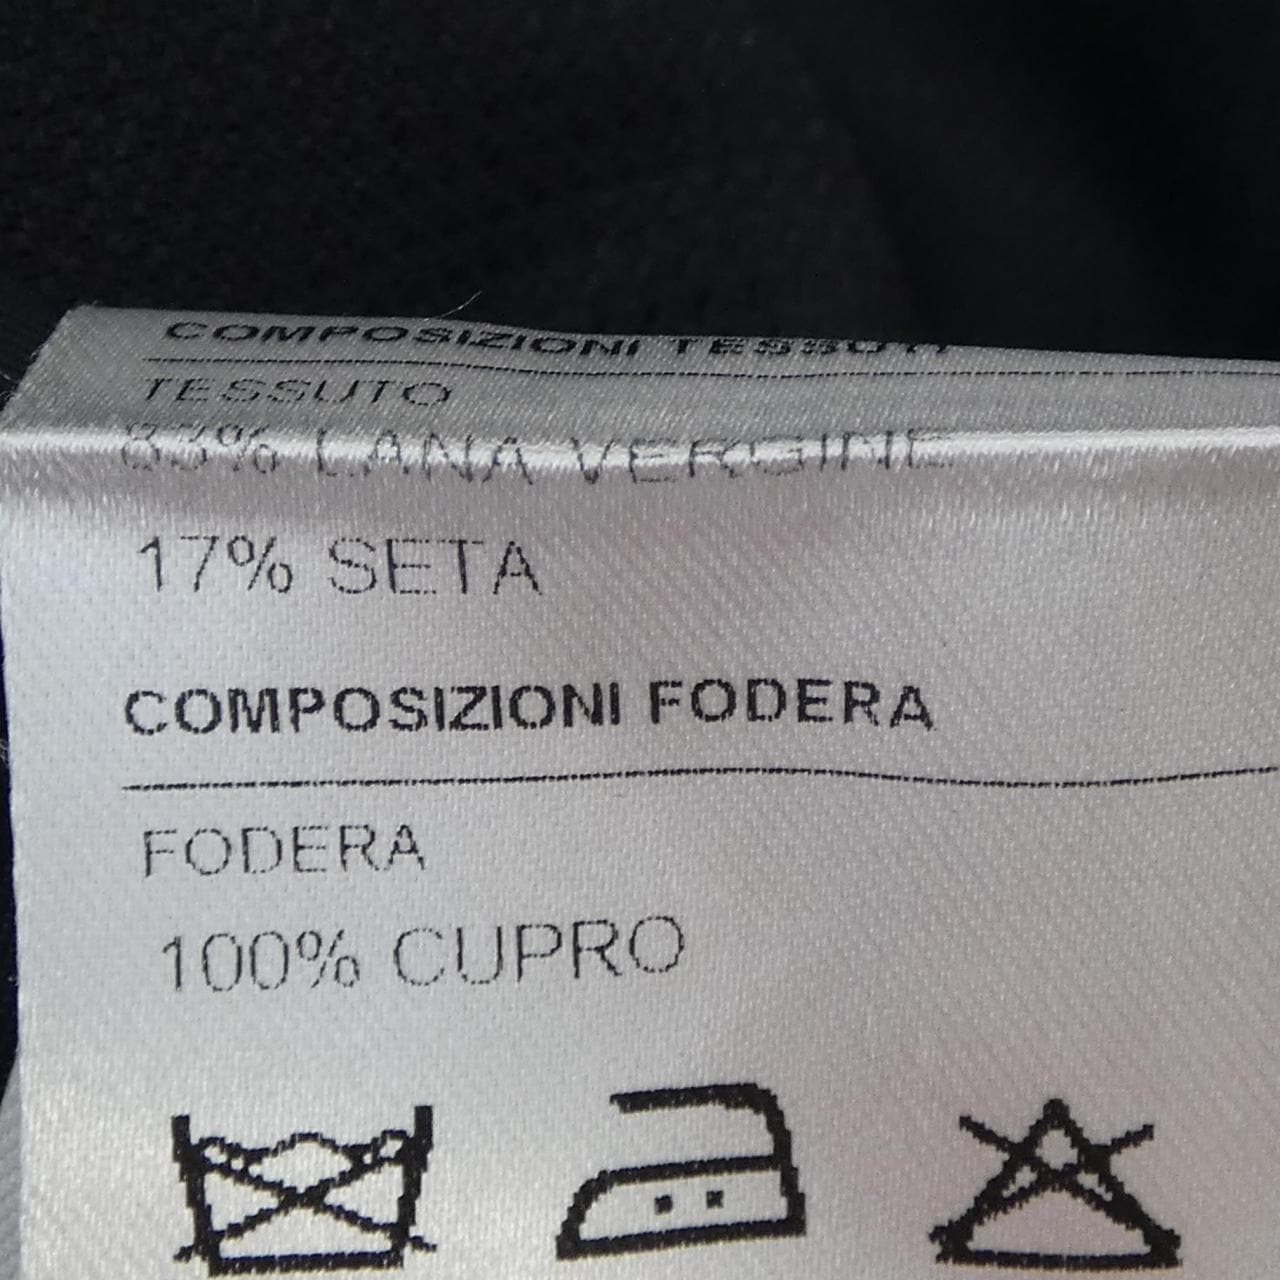 COMPOSIZIONI TESSUTI
TESSUTO
83% LANA VERGINE
17% SETA
COMPOSIZIONI FODERA
FODERA
100% CUPRO